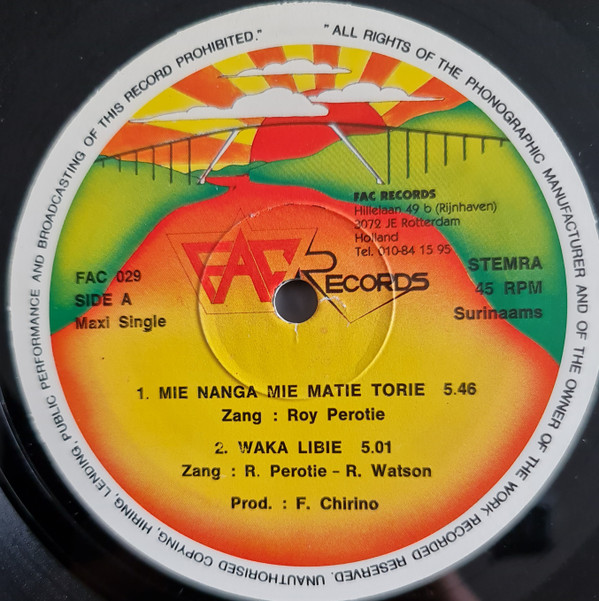 "ALL RIGHTS OF THE PHONOGRAPHIC MANUFACTURER AND OF THE OWNER OF THE WORK RECORDED RESERVED. UNAUTHORISED COPYING, HIRING, LENDING, PUBLIC PERFORMANCE AND BROADCASTING OF THIS RECORD PROHIBITED."
FAC RECORDS
Hillelaan 49 b (Rijnhaven)
3072 JE Rotterdam
Holland
Tel. 010-84 15 95
FAC RECORDS
FAC 029
SIDE A
Maxi Single
STEMRA
45 RPM
Surinaams
1. MIE NANGA MIE MATIE TORIE 5.46
Zang : Roy Perotie
2. WAKA LIBIE 5.01
Zang : R. Perotie - R. Watson
Prod. : F. Chirino